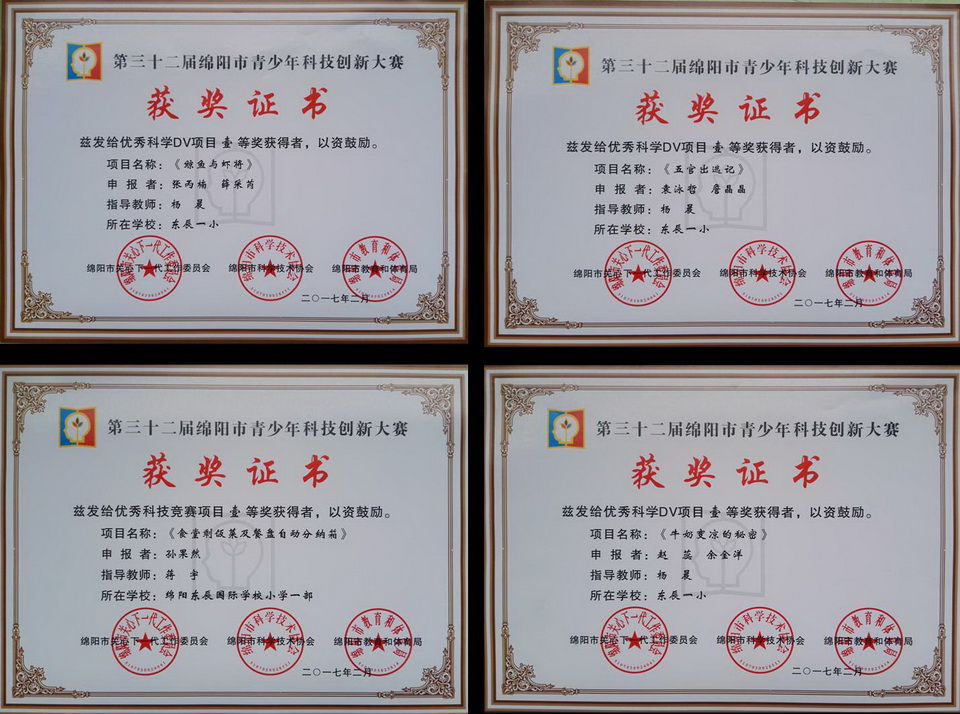 第三十二届绵阳市青少年科技创新大赛
获奖证书
兹发给优秀科学DV项目 壹 等奖获得者，以资鼓励。
项目名称：《鲸鱼与虾将》
申 报 者：张丙楠 薛采芮
指导教师：杨 晨
所在学校：东辰一小
绵阳市关心下一代工作委员会 绵阳市科学技术协会 绵阳市教育和体育局
二〇一七年二月
第三十二届绵阳市青少年科技创新大赛
获奖证书
兹发给优秀科学DV项目 壹 等奖获得者，以资鼓励。
项目名称：《五官出逃记》
申 报 者：袁泳哲 詹晶晶
指导教师：杨 晨
所在学校：东辰一小
绵阳市关心下一代工作委员会 绵阳市科学技术协会 绵阳市教育和体育局
二〇一七年二月
第三十二届绵阳市青少年科技创新大赛
获奖证书
兹发给优秀科技竞赛项目 壹 等奖获得者，以资鼓励。
项目名称：《食堂剩饭菜及餐盘自动分纳箱》
申 报 者：孙果然
指导教师：蒋 宇
所在学校：绵阳东辰国际学校小学一部
绵阳市关心下一代工作委员会 绵阳市科学技术协会 绵阳市教育和体育局
二〇一七年二月
第三十二届绵阳市青少年科技创新大赛
获奖证书
兹发给优秀科学DV项目 壹 等奖获得者，以资鼓励。
项目名称：《牛奶变凉的秘密》
申 报 者：赵 蕊 余金洋
指导教师：杨 晨
所在学校：东辰一小
绵阳市关心下一代工作委员会 绵阳市科学技术协会 绵阳市教育和体育局
二〇一七年二月